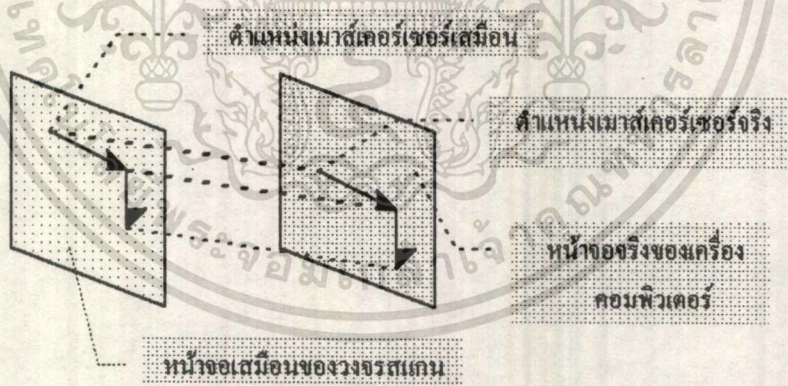 ตำแหน่งเมาส์เคอร์เซอร์เสมือน
ตำแหน่งเมาส์เคอร์เซอร์จริง
หน้าจอจริงของเครื่อง
คอมพิวเตอร์
หน้าจอเสมือนของวงจรสแกน